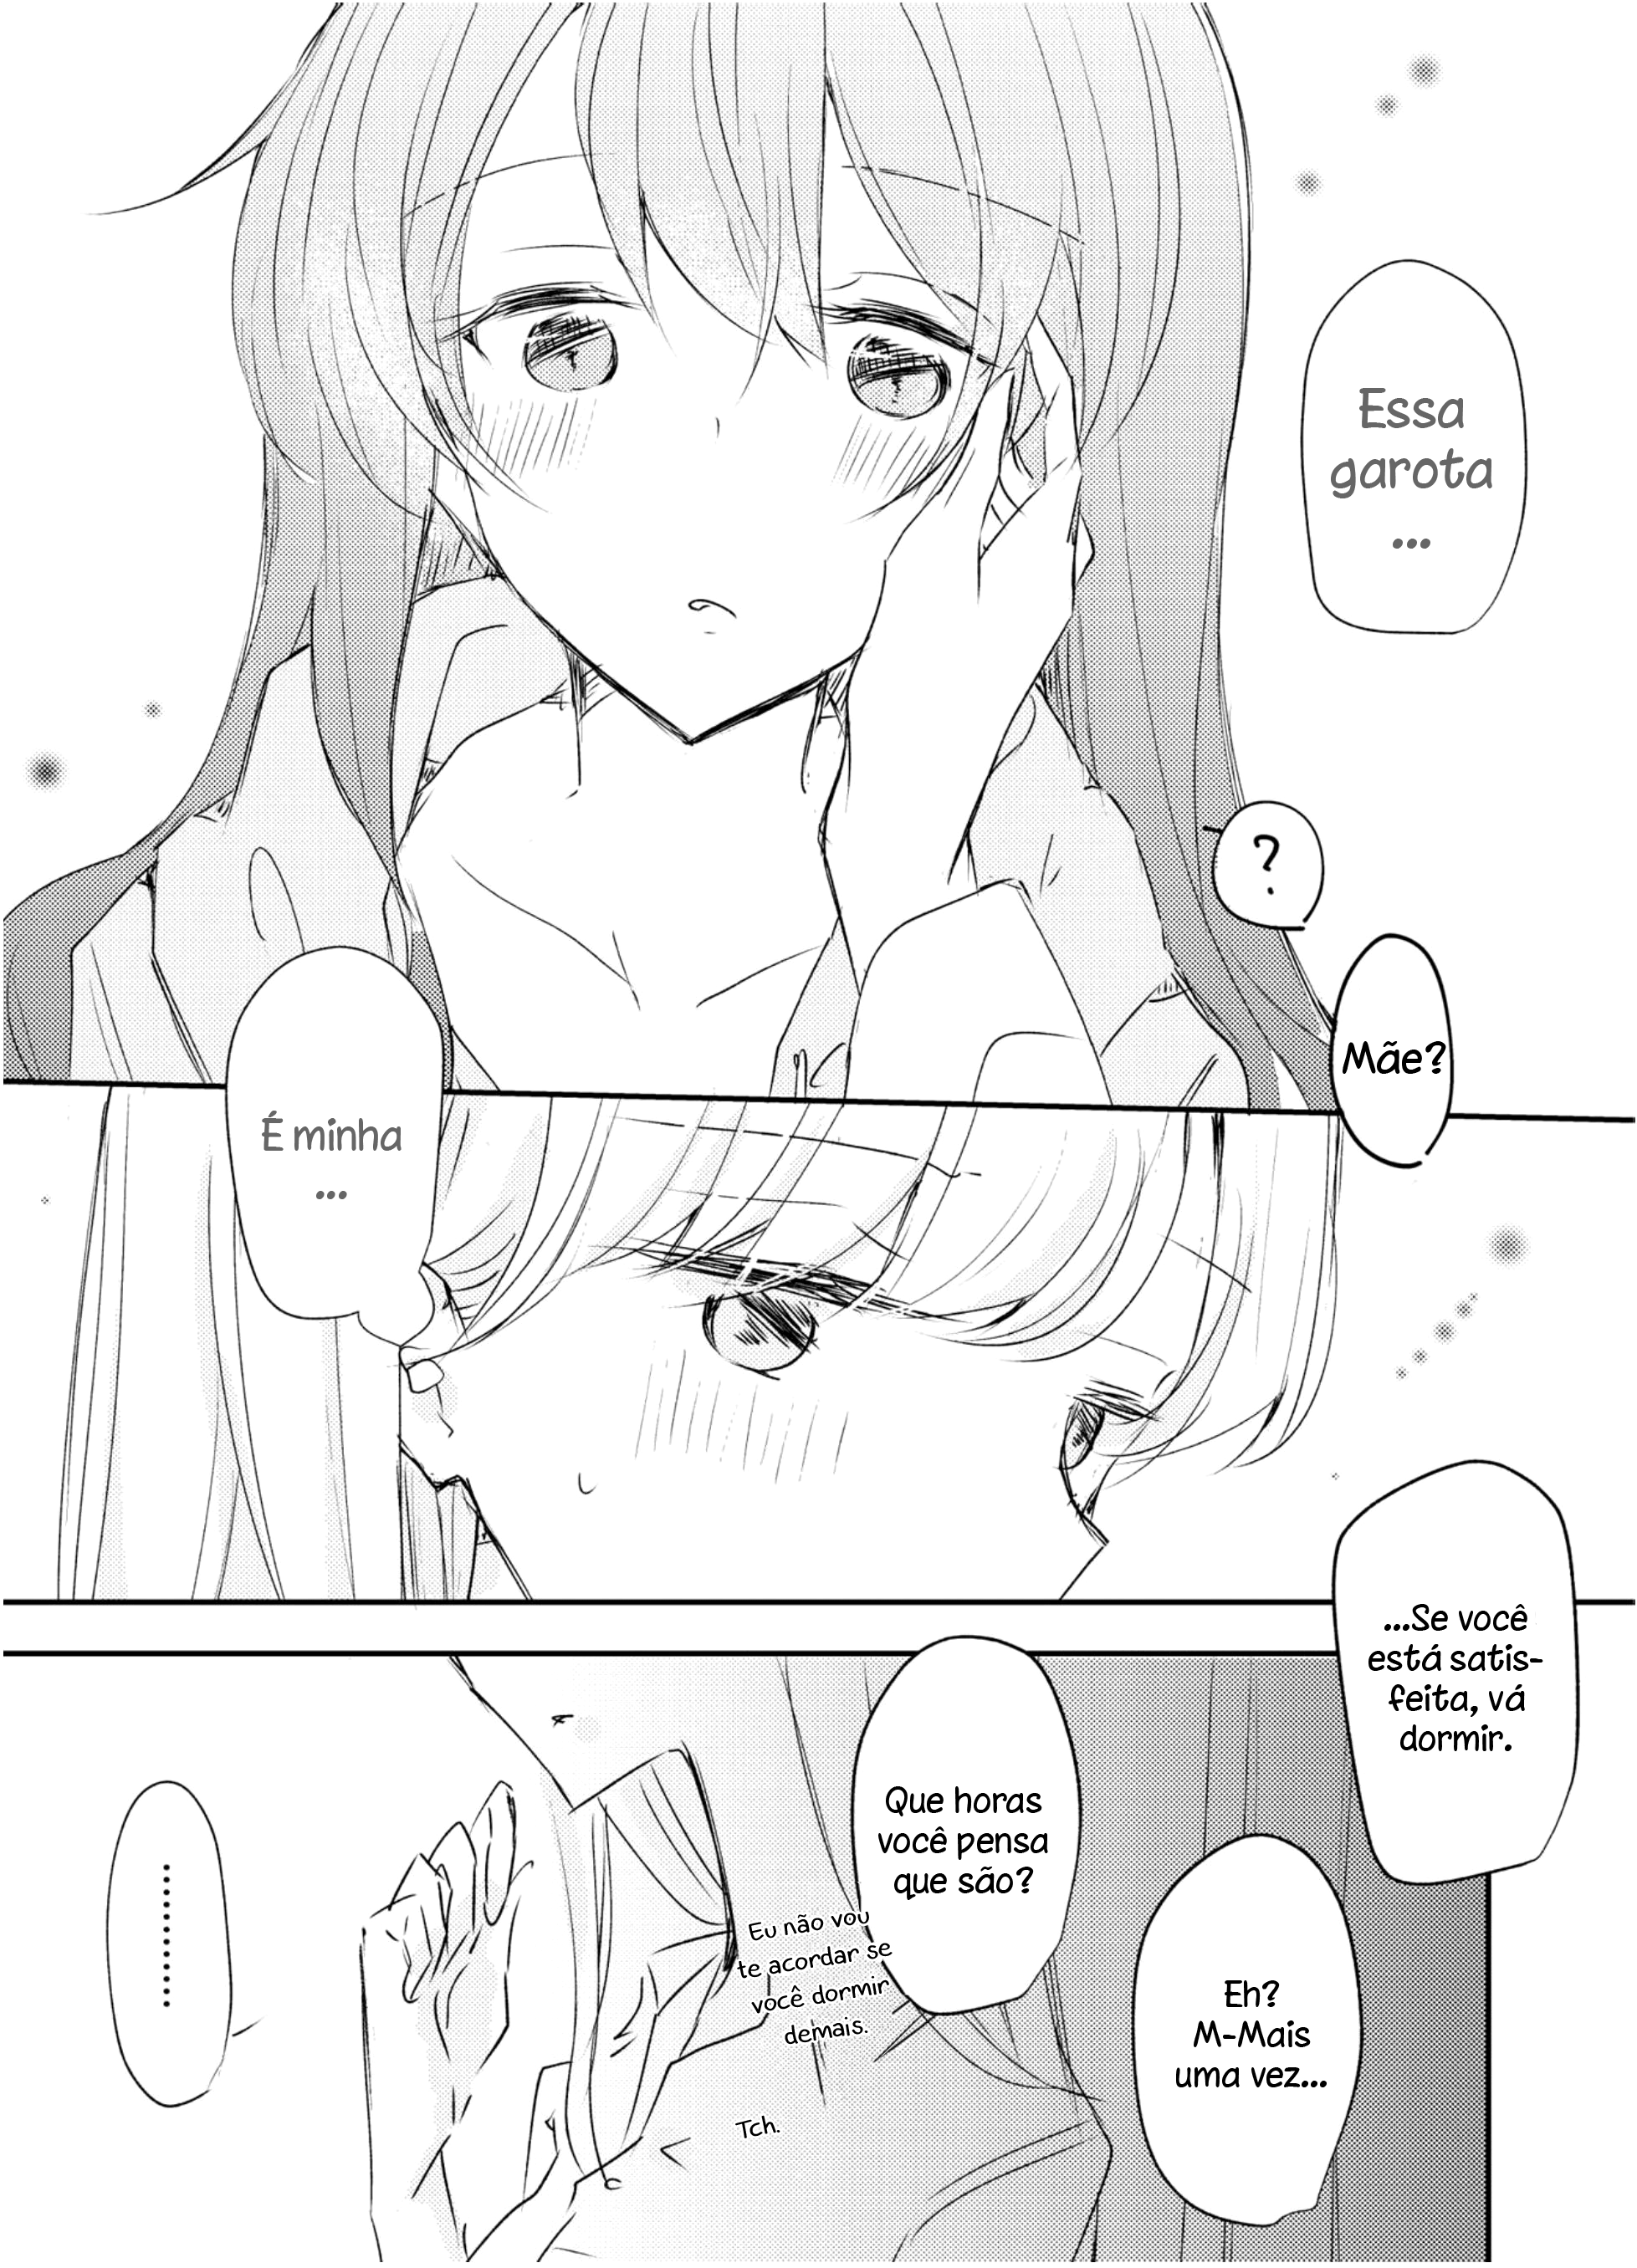 Essa
garota
...
?
Mãe?
É minha
...
...Se você
está satis-
feita, vá
dormir.
Eh?
M-Mais
uma vez...
Que horas
você pensa
que são?
Eu não vou
te acordar se
você dormir
demais.
Tch.
..........